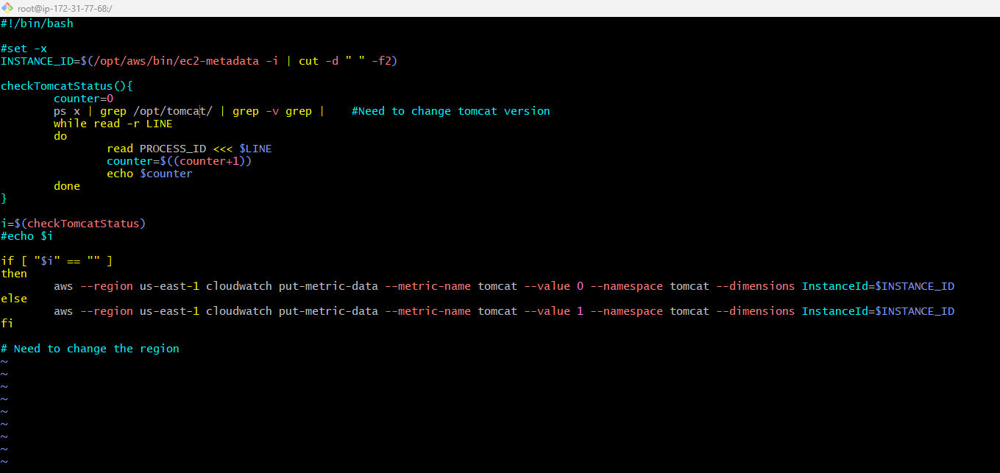 root@ip-172-31-77-68:/
#!/bin/bash
#set -x
INSTANCE_ID=$(/opt/aws/bin/ec2-metadata -i | cut -d " " -f2)
checkTomcatStatus(){
        counter=0
        ps x | grep /opt/tomcat/ | grep -v grep |    #Need to change tomcat version
        while read -r LINE
        do
                read PROCESS_ID <<< $LINE
                counter=$((counter+1))
                echo $counter
        done
}
i=$(checkTomcatStatus)
#echo $i
if [ "$i" == "" ]
then
        aws --region us-east-1 cloudwatch put-metric-data --metric-name tomcat --value 0 --namespace tomcat --dimensions InstanceId=$INSTANCE_ID
else
        aws --region us-east-1 cloudwatch put-metric-data --metric-name tomcat --value 1 --namespace tomcat --dimensions InstanceId=$INSTANCE_ID
fi
# Need to change the region
~
~
~
~
~
~
~
~
~